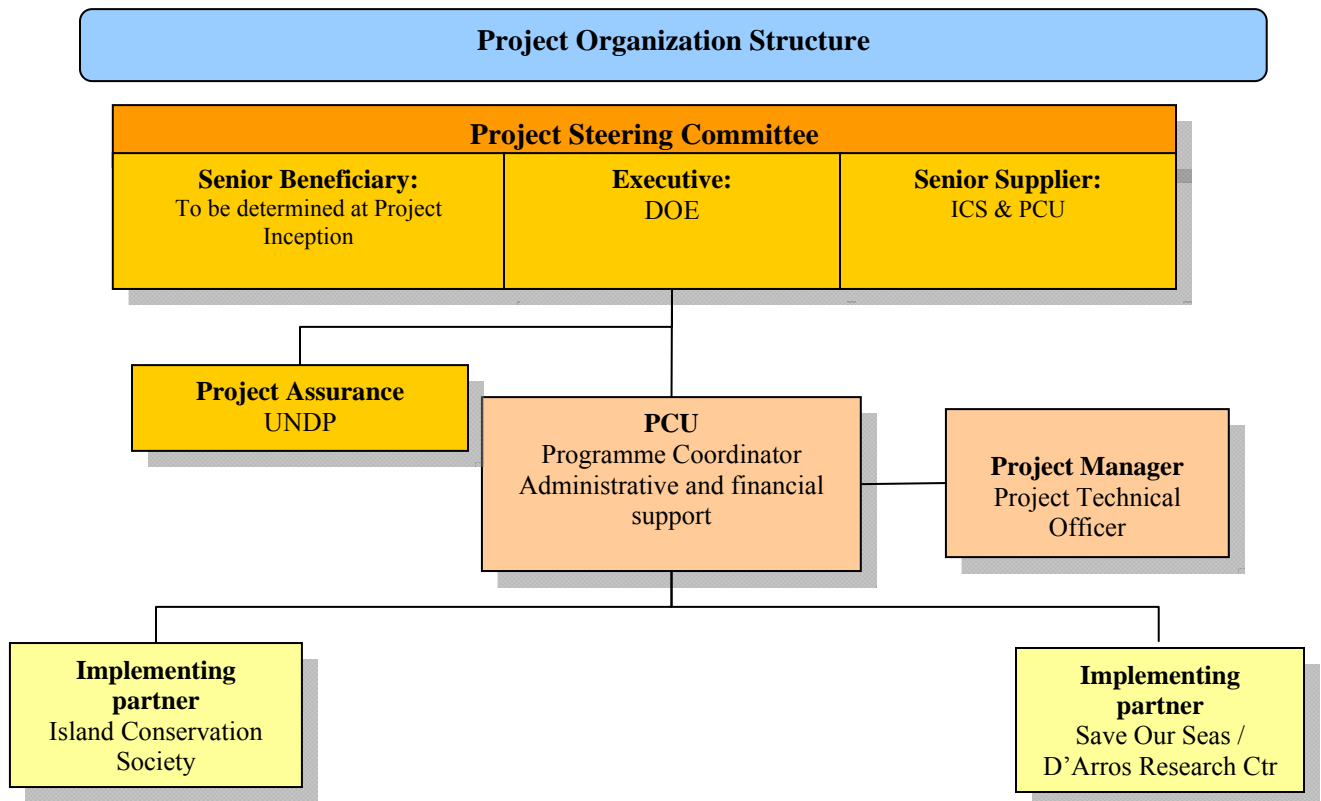 Project Organization Structure
Project Steering Committee
Senior Beneficiary:
To be determined at Project
Inception
Executive:
DOE
Senior Supplier:
ICS & PCU
Project Assurance
UNDP
PCU
Programme Coordinator
Administrative and financial
support
Project Manager
Project Technical
Officer
Implementing
partner
Island Conservation
Society
Implementing
partner
Save Our Seas /
D’Arros Research Ctr